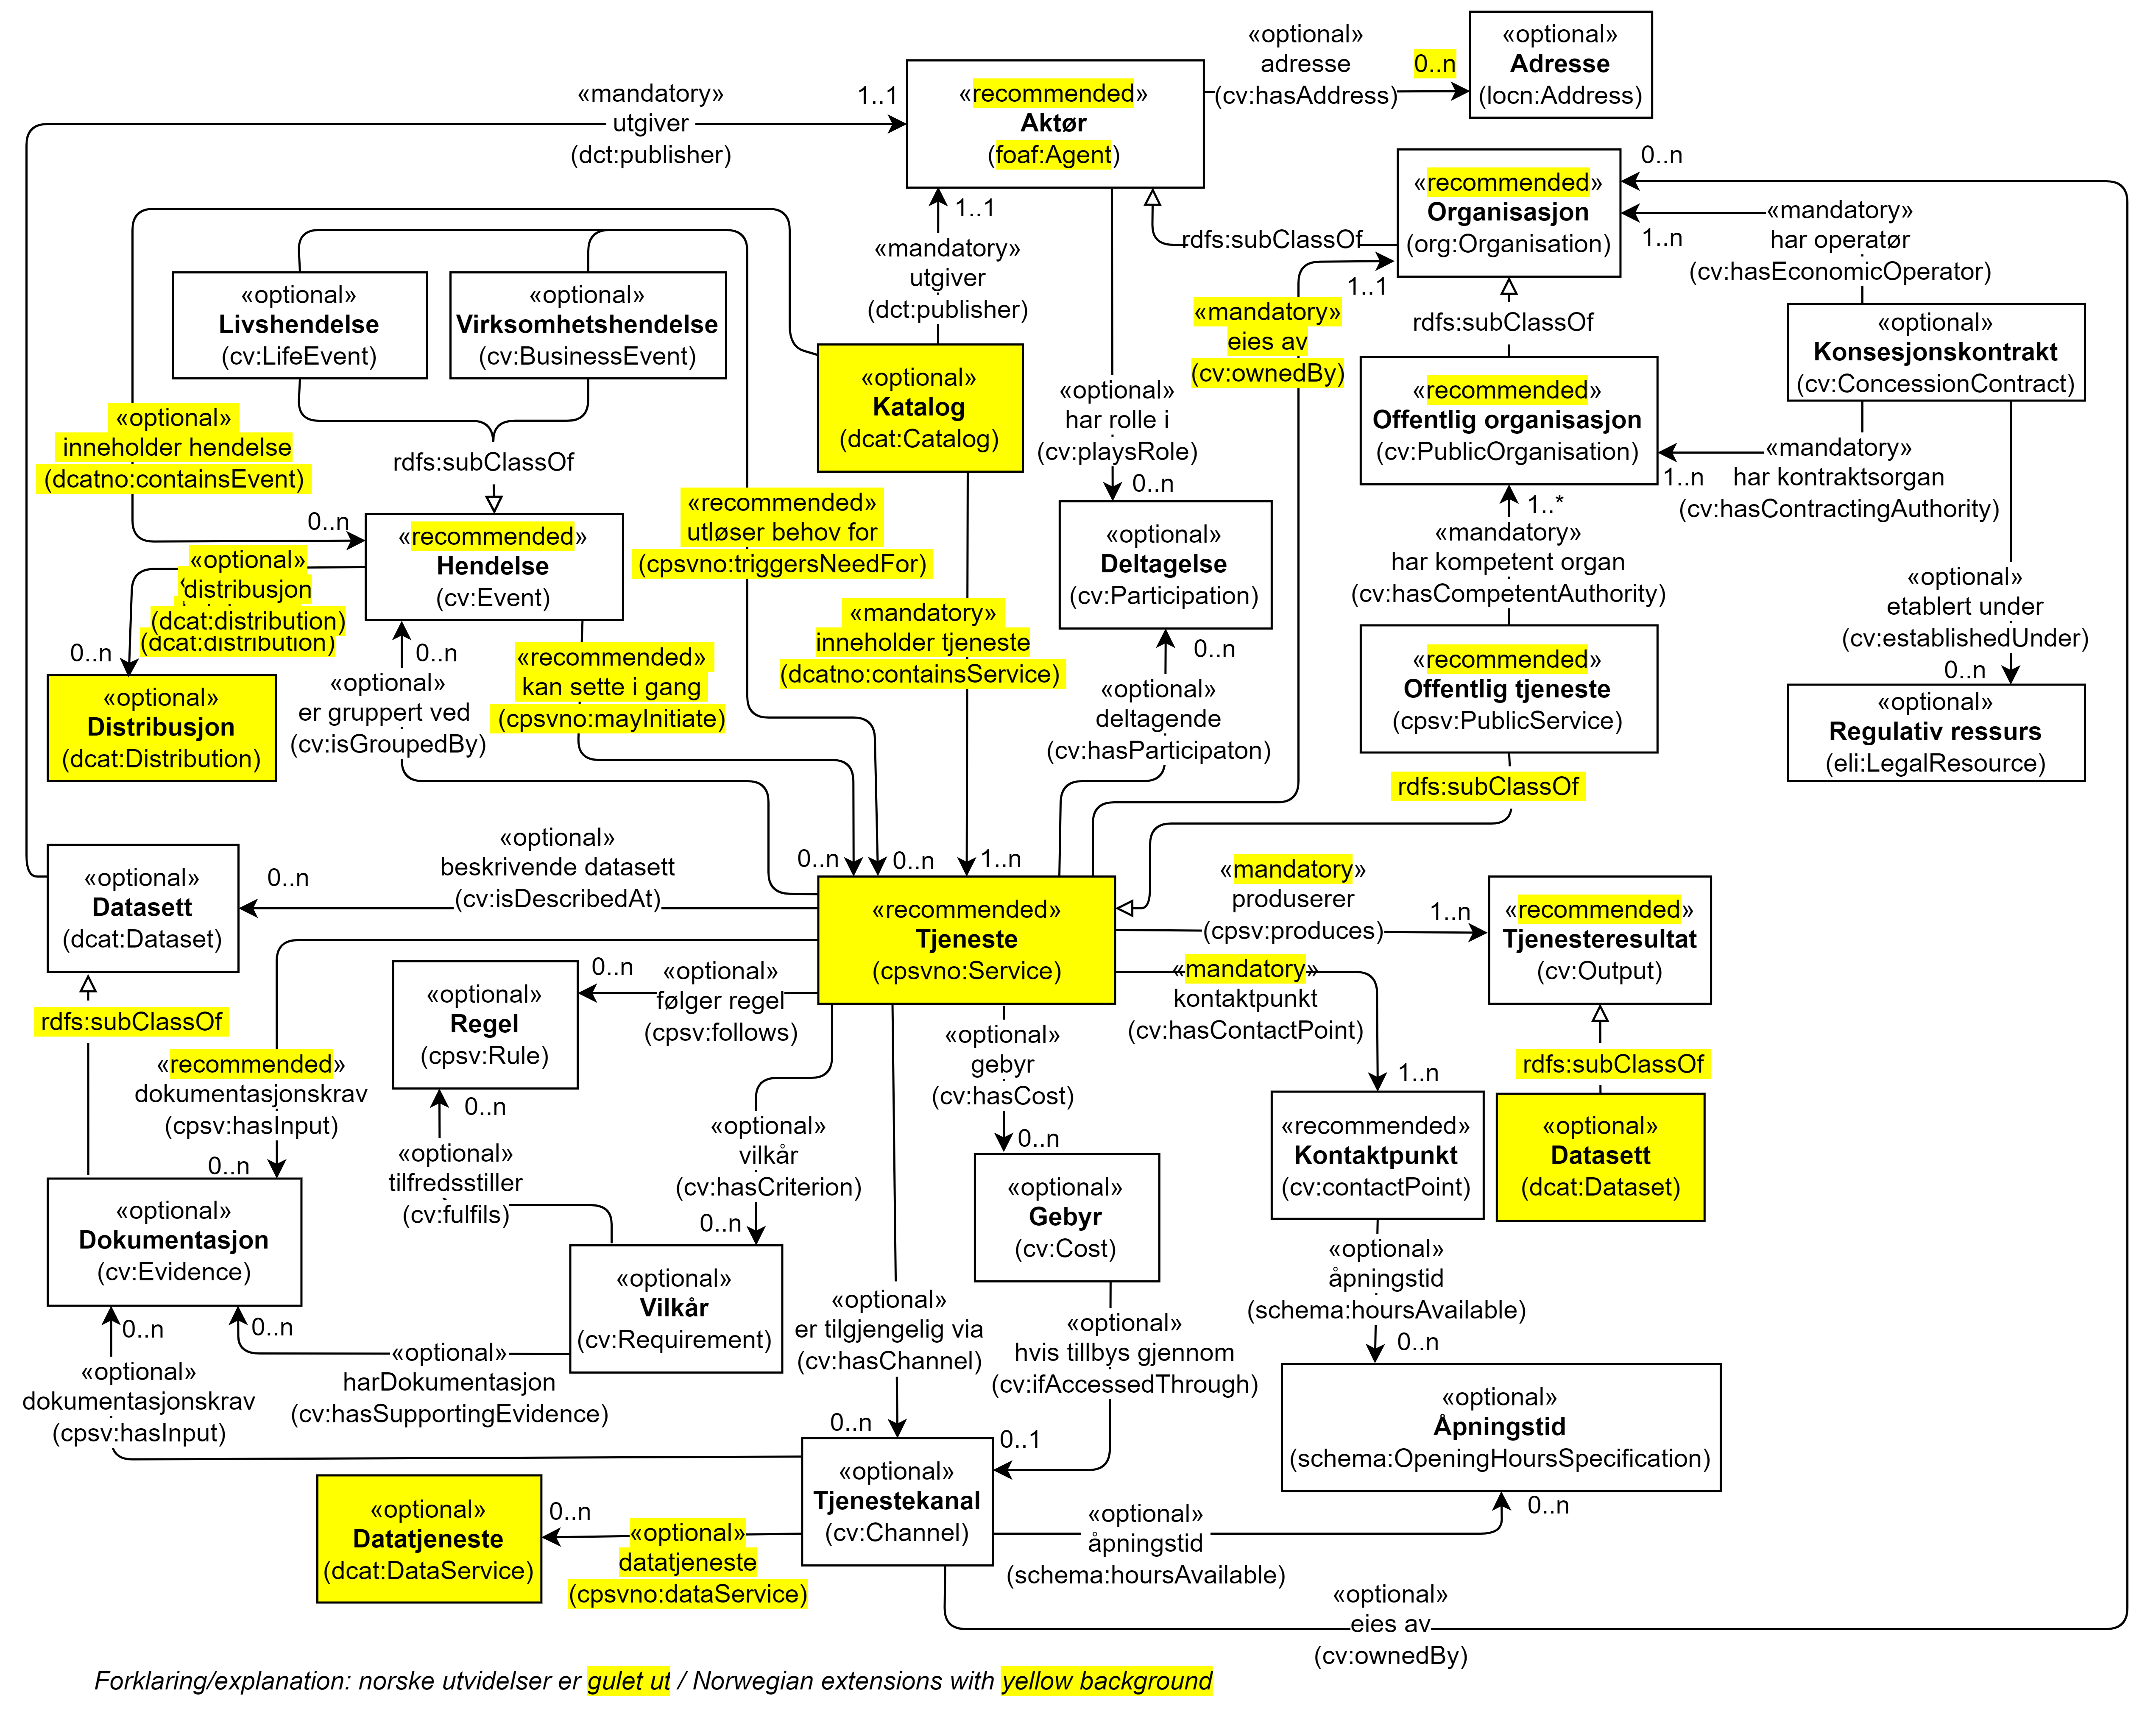 «optional»
adresse
(cv:hasAddress)
0..n
«optional»
Adresse
(locn:Address)
«mandatory»
utgiver
(dct:publisher)
1..1
«recommended»
Aktør
(foaf:Agent)
«recommended»
Organisasjon
(org:Organisation)
0..n
1..n
«mandatory»
har operatør
(cv:hasEconomicOperator)
rdfs:subClassOf
1..1
1..1
«mandatory»
utgiver
(dct:publisher)
«optional»
Livshendelse
(cv:LifeEvent)
«optional»
Virksomhetshendelse
(cv:BusinessEvent)
«mandatory»
eies av
(cv:ownedBy)
rdfs:subClassOf
«optional»
Konsesjonskontrakt
(cv:ConcessionContract)
«optional»
Katalog
(dcat:Catalog)
«optional»
har rolle i
(cv:playsRole)
0..n
«recommended»
Offentlig organisasjon
(cv:PublicOrganisation)
«mandatory»
har kontraktsorgan
(cv:hasContractingAuthority)
1..n
«optional»
inneholder hendelse
(dcatno:containsEvent)
0..n
rdfs:subClassOf
«recommended»
Hendelse
(cv:Event)
«recommended»
utløser behov for
(cpsvno:triggersNeedFor)
«optional»
Deltagelse
(cv:Participation)
1..*
«mandatory»
har kompetent organ
(cv:hasCompetentAuthority)
«optional»
etablert under
(cv:establishedUnder)
0..n
«optional»
distribusjon
(dcat:distribution)
(dcat:distribution)
0..n
«optional»
Distribusjon
(dcat:Distribution)
0..n
«optional»
er gruppert ved
(cv:isGroupedBy)
«recommended»
kan sette i gang
(cpsvno:mayInitiate)
«mandatory»
inneholder tjeneste
(dcatno:containsService)
0..n
«optional»
deltagende
(cv:hasParticipaton)
«recommended»
Offentlig tjeneste
(cpsv:PublicService)
«optional»
Regulativ ressurs
(eli:LegalResource)
rdfs:subClassOf
«optional»
Datasett
(dcat:Dataset)
0..n
«optional»
beskrivende datasett
(cv:isDescribedAt)
0..n
0..n
1..n
«recommended»
Tjeneste
(cpsvno:Service)
«mandatory»
produserer
(cpsv:produces)
1..n
«recommended»
Tjenesteresultat
(cv:Output)
rdfs:subClassOf
«recommended»
dokumentasjonskrav
(cpsv:hasInput)
0..n
«optional»
Regel
(cpsv:Rule)
0..n
«optional»
følger regel
(cpsv:follows)
«optional»
gebyr
(cv:hasCost)
0..n
«mandatory»
kontaktpunkt
(cv:hasContactPoint)
1..n
rdfs:subClassOf
«optional»
Datasett
(dcat:Dataset)
0..n
«optional»
tilfredsstiller
(cv:fulfils)
«optional»
vilkår
(cv:hasCriterion)
0..n
«optional»
Gebyr
(cv:Cost)
«recommended»
Kontaktpunkt
(cv:contactPoint)
«optional»
Dokumentasjon
(cv:Evidence)
«optional»
Vilkår
(cv:Requirement)
«optional»
åpningstid
(schema:hoursAvailable)
0..n
0..n
«optional»
dokumentasjonskrav
(cpsv:hasInput)
0..n
«optional»
harDokumentasjon
(cv:hasSupportingEvidence)
«optional»
er tilgjengelig via
(cv:hasChannel)
0..n
«optional»
hvis tillbys gjennom
(cv:ifAccessedThrough)
0..1
«optional»
Åpningstid
(schema:OpeningHoursSpecification)
«optional»
Datatjeneste
(dcat:DataService)
0..n
«optional»
datatjeneste
(cpsvno:dataService)
«optional»
Tjenestekanal
(cv:Channel)
«optional»
åpningstid
(schema:hoursAvailable)
0..n
«optional»
eies av
(cv:ownedBy)
Forklaring/explanation: norske utvidelser er gulet ut / Norwegian extensions with yellow background